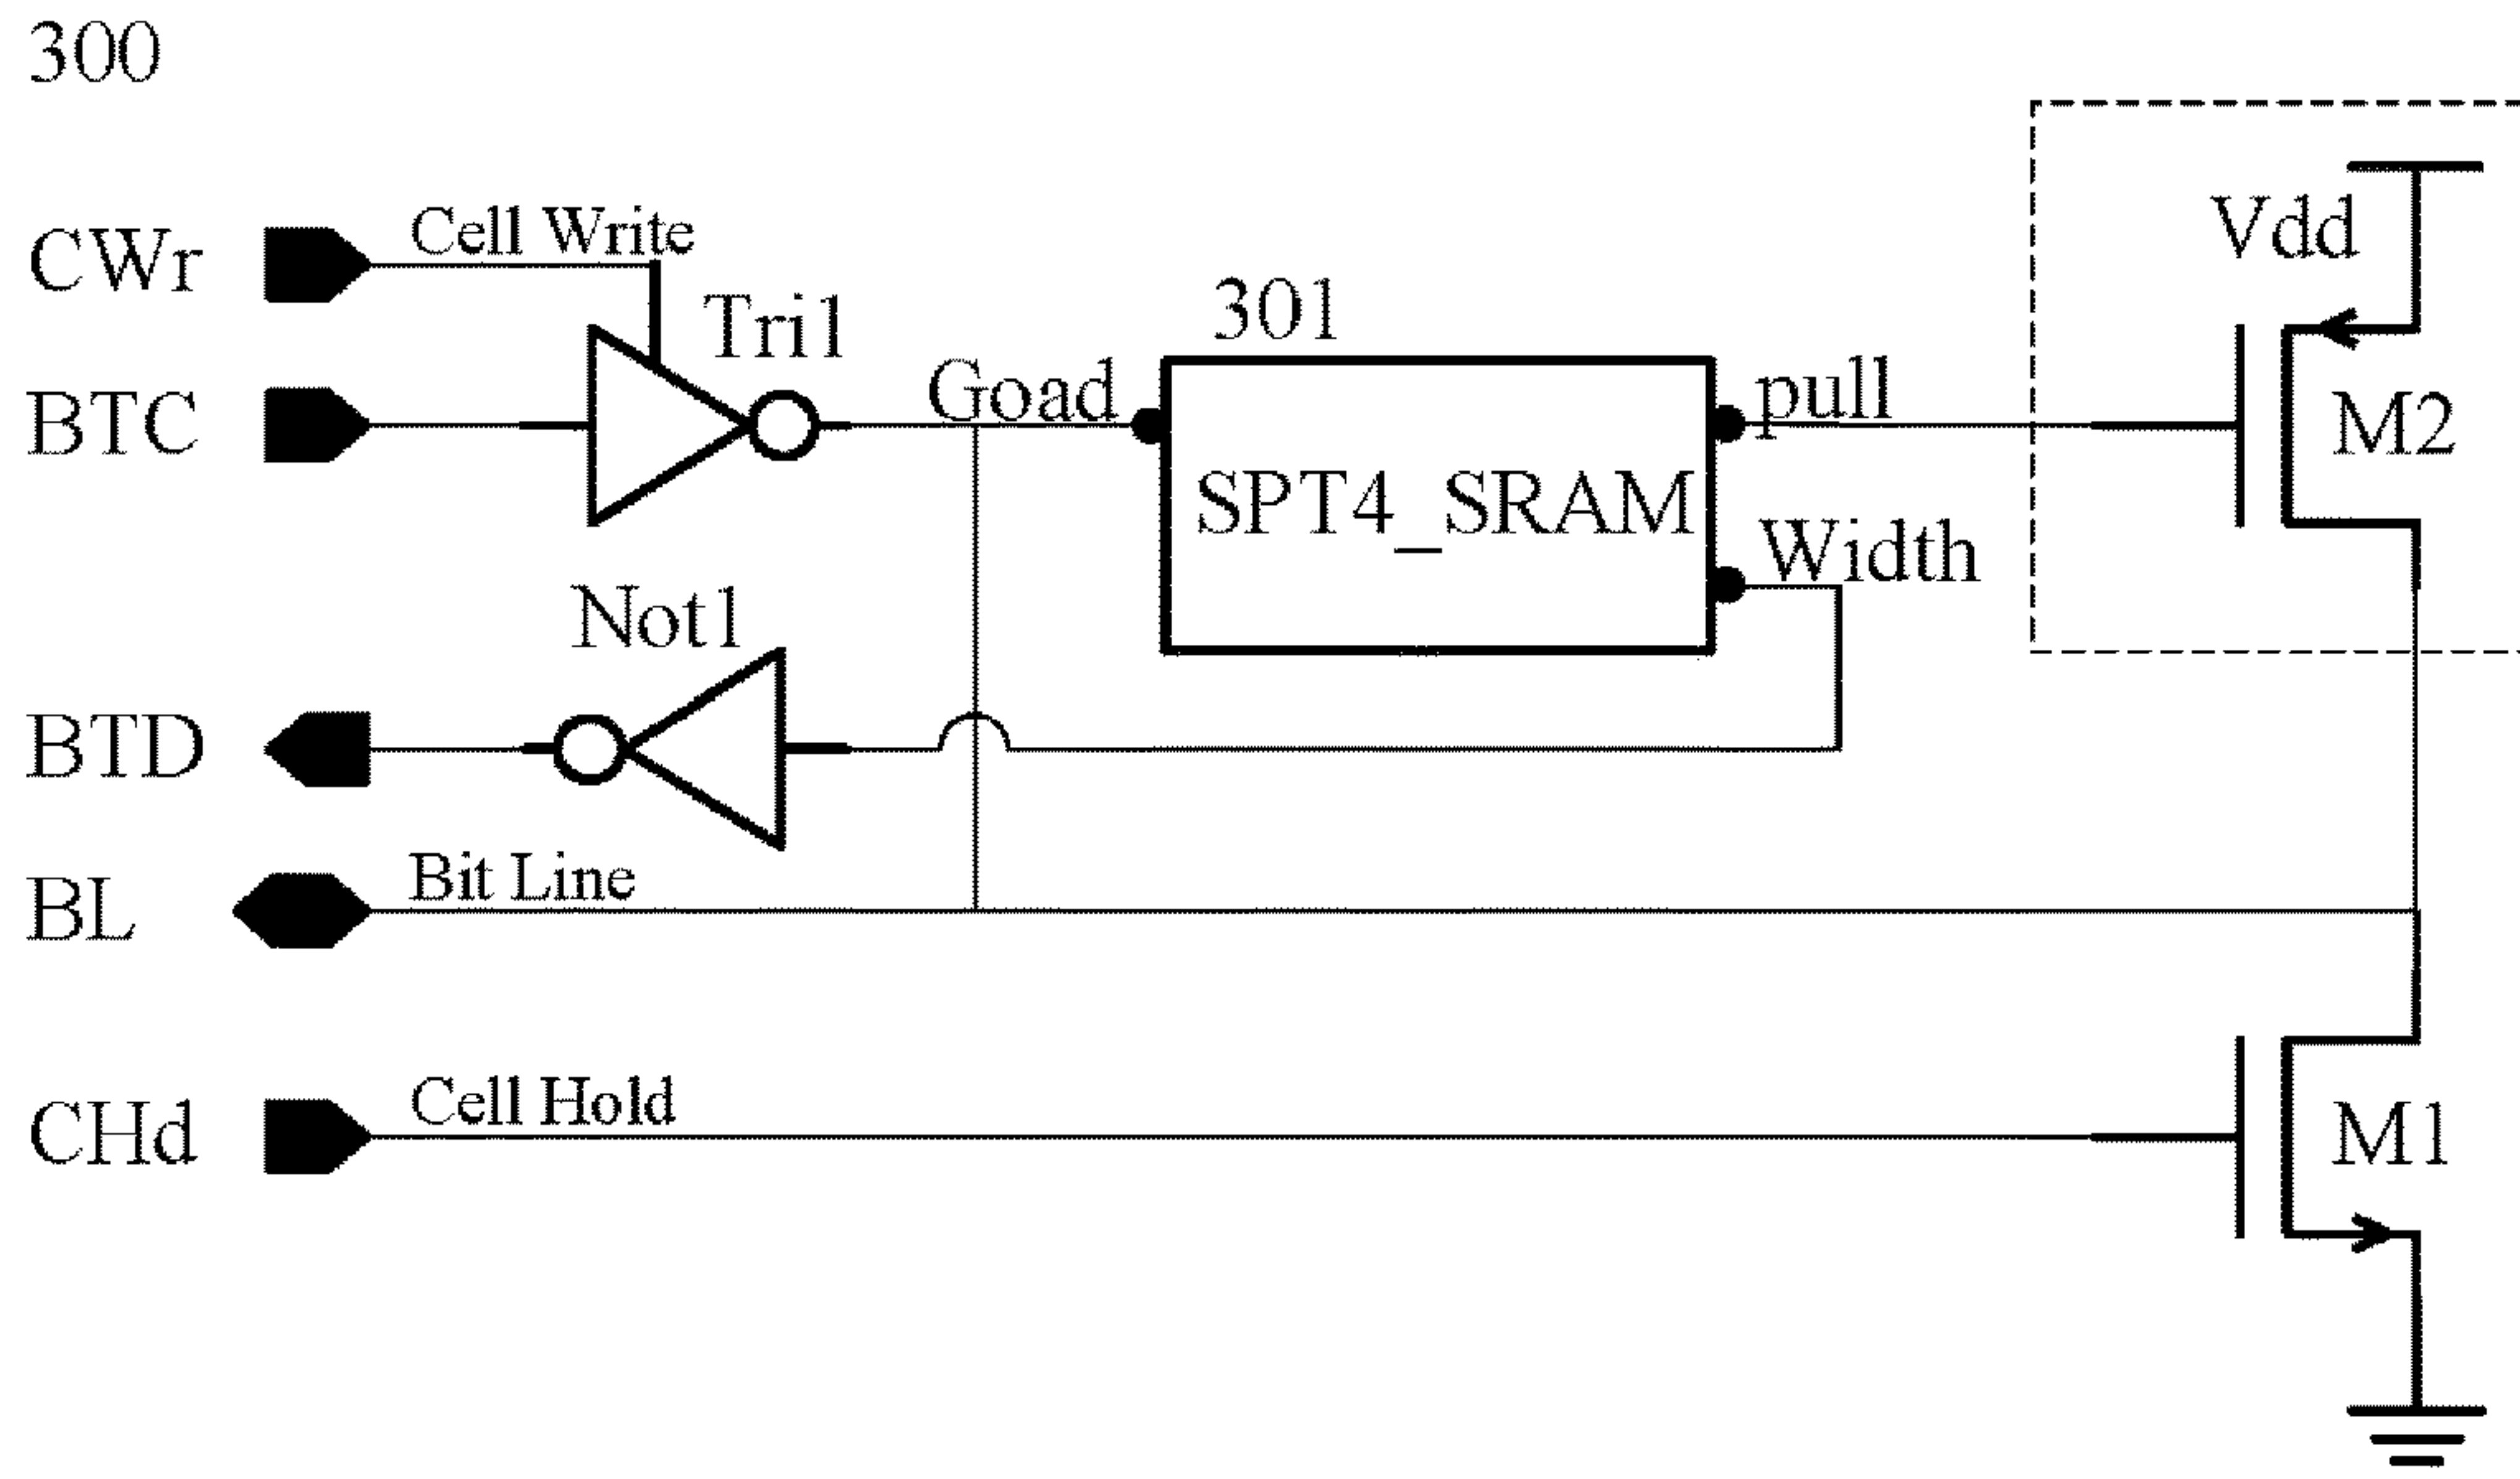 300
CWr
Cell Write
Tri1
BTC
Goad
301
SPT4_SRAM
pull
Width
Vdd
M2
Not1
BTD
BL
Bit Line
CHd
Cell Hold
M1